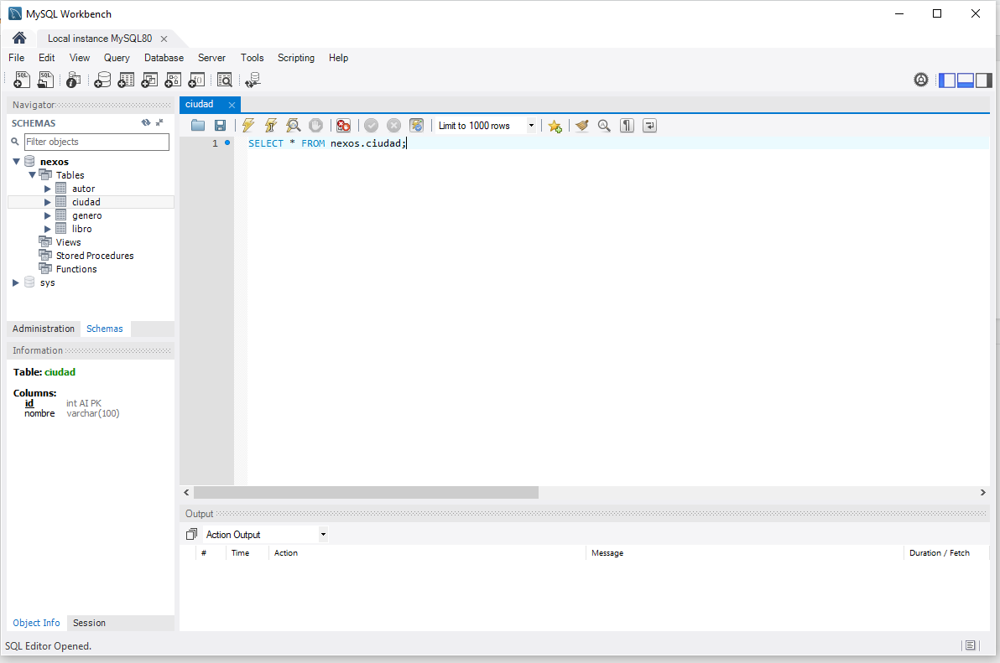 MySQL Workbench
Local instance MySQL80
File Edit View Query Database Server Tools Scripting Help
Navigator
SCHEMAS
Filter objects
nexos
Tables
autor
ciudad
genero
libro
Views
Stored Procedures
Functions
sys
Administration Schemas
Information
Table: ciudad
Columns:
id int AI PK
nombre varchar(100)
Object Info Session
ciudad
Limit to 1000 rows
1 SELECT * FROM nexos.ciudad;
Output
Action Output
# Time Action Message Duration / Fetch
SQL Editor Opened.